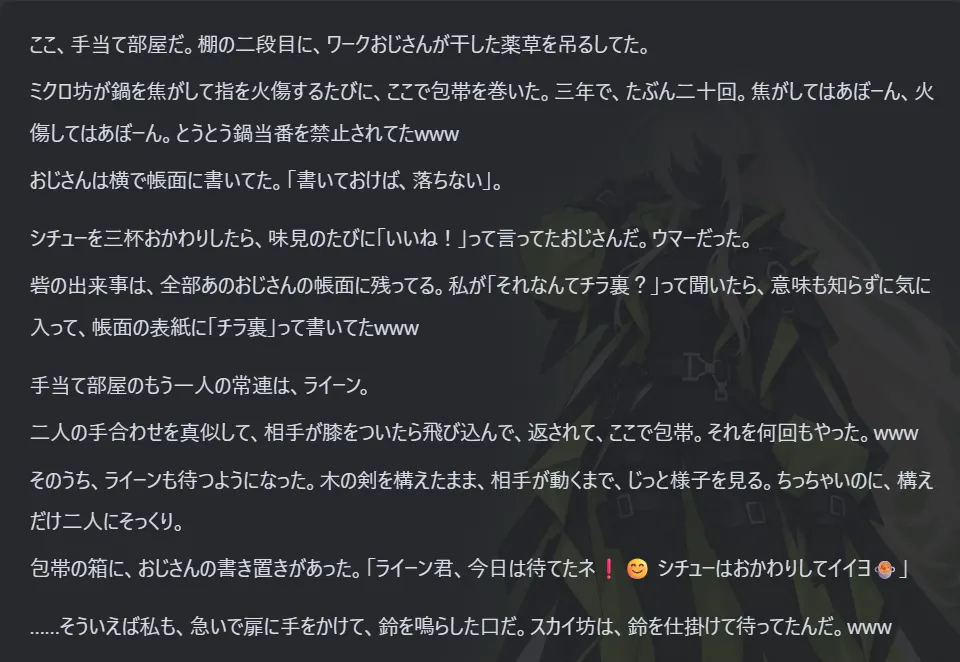 ここ、手当て部屋だ。棚の二段目に、ワークおじさんが干した薬草を吊るしてた。
ミクロ坊が鍋を焦がして指を火傷するたびに、ここで包帯を巻いた。三年で、たぶん二十回。焦がしてはあぼーん、火
傷してはあぼーん。とうとう鍋当番を禁止されてたwww
おじさんは横で帳面に書いてた。「書いておけば、落ちない」。
シチューを三杯おかわりしたら、味見のたびに「いいね！」って言ってたおじさんだ。ウマーだった。
砦の出来事は、全部あのおじさんの帳面に残ってる。私が「それなんてチラ裏？」って聞いたら、意味も知らずに気に
入って、帳面の表紙に「チラ裏」って書いてたwww
手当て部屋のもう一人の常連は、ライーン。
二人の手合わせを真似して、相手が膝をついたら飛び込んで、返されて、ここで包帯。それを何回もやった。www
そのうち、ライーンも待つようになった。木の剣を構えたまま、相手が動くまで、じっと様子を見る。ちっちゃいのに、構え
だけ二人にそっくり。
包帯の箱に、おじさんの書き置きがあった。「ライーン君、今日は待てたネ❗😊 シチューはおかわりしてイイヨ🪐」
……そういえば私も、急いで扉に手をかけて、鈴を鳴らした口だ。スカイ坊は、鈴を仕掛けて待ってたんだ。www